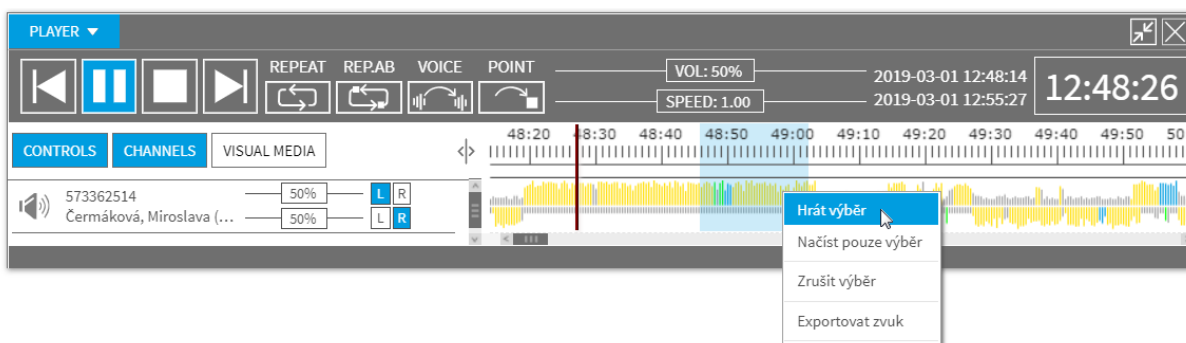 PLAYER
REPEAT REP.AB VOICE POINT
VOL: 50%
SPEED: 1.00
2019-03-01 12:48:14
2019-03-01 12:55:27
12:48:26
CONTROLS CHANNELS VISUAL MEDIA
48:20 48:30 48:40 48:50 49:00 49:10 49:20 49:30 49:40 49:50 50
573362514 50% L R
Čermáková, Miroslava (... 50% L R
Hrát výběr
Načíst pouze výběr
Zrušit výběr
Exportovat zvuk